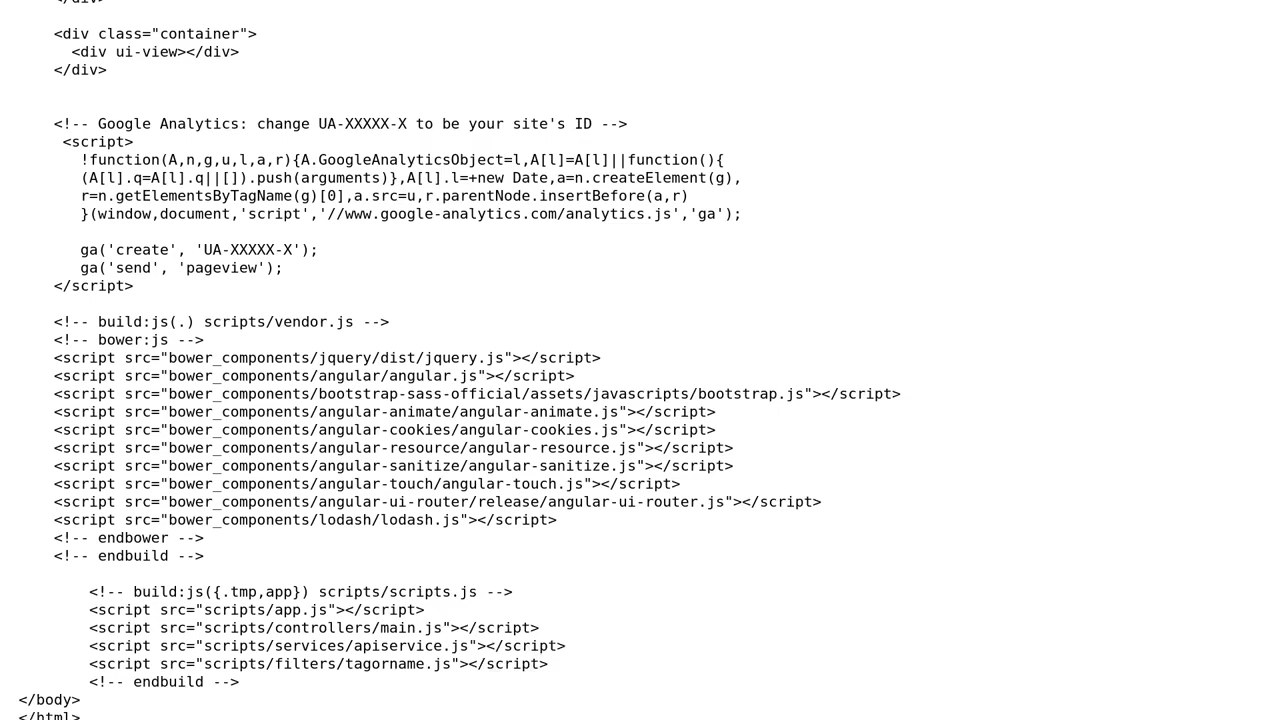 </div>
<div class="container">
<div ui-view></div>
</div>
<!-- Google Analytics: change UA-XXXXX-X to be your site's ID -->
<script>
!function(A,n,g,u,l,a,r){A.GoogleAnalyticsObject=l,A[l]=A[l]||function(){
(A[l].q=A[l].q||[]).push(arguments)},A[l].l=+new Date,a=n.createElement(g),
r=n.getElementsByTagName(g)[0],a.src=u,r.parentNode.insertBefore(a,r)
}(window,document,'script','//www.google-analytics.com/analytics.js','ga');
ga('create', 'UA-XXXXX-X');
ga('send', 'pageview');
</script>
<!-- build:js(.) scripts/vendor.js -->
<!-- bower:js -->
<script src="bower_components/jquery/dist/jquery.js"></script>
<script src="bower_components/angular/angular.js"></script>
<script src="bower_components/bootstrap-sass-official/assets/javascripts/bootstrap.js"></script>
<script src="bower_components/angular-animate/angular-animate.js"></script>
<script src="bower_components/angular-cookies/angular-cookies.js"></script>
<script src="bower_components/angular-resource/angular-resource.js"></script>
<script src="bower_components/angular-sanitize/angular-sanitize.js"></script>
<script src="bower_components/angular-touch/angular-touch.js"></script>
<script src="bower_components/angular-ui-router/release/angular-ui-router.js"></script>
<script src="bower_components/lodash/lodash.js"></script>
<!-- endbower -->
<!-- endbuild -->
<!-- build:js({.tmp,app}) scripts/scripts.js -->
<script src="scripts/app.js"></script>
<script src="scripts/controllers/main.js"></script>
<script src="scripts/services/apiservice.js"></script>
<script src="scripts/filters/tagorname.js"></script>
<!-- endbuild -->
</body>
</html>